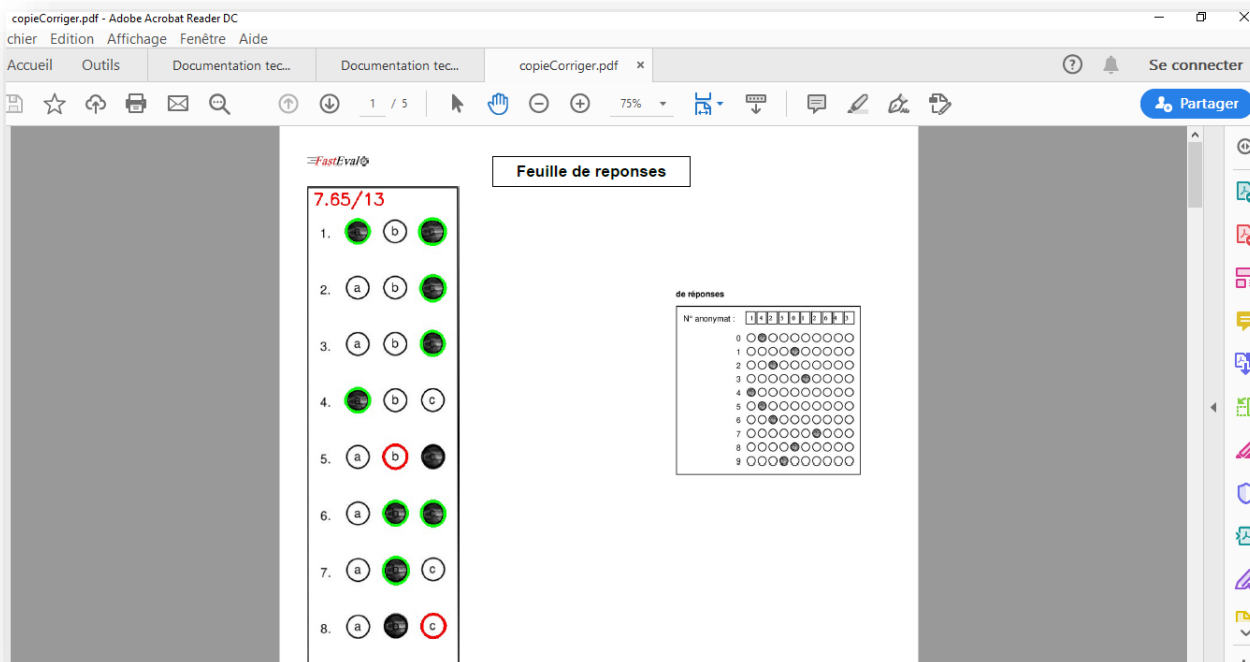 copieCorriger.pdf - Adobe Acrobat Reader DC
chier Edition Affichage Fenêtre Aide
Accueil Outils Documentation tec... Documentation tec... copieCorriger.pdf × Se connecter
1 / 5 75% Partager
FastEval
Feuille de reponses
7.65/13
1. b
2. a b
3. a b
4. b c
5. a b
6. a
7. a c
8. a c
de réponses
N° anonymat :
0
1
2
3
4
5
6
7
8
9